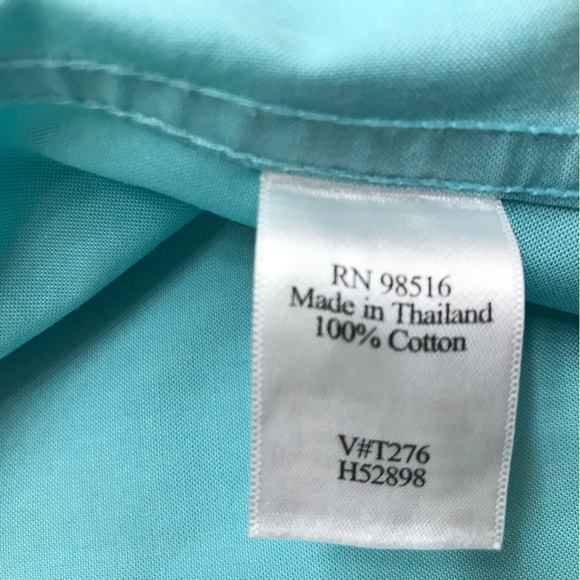 RN 98516
Made in Thailand
100% Cotton
V#T276
H52898